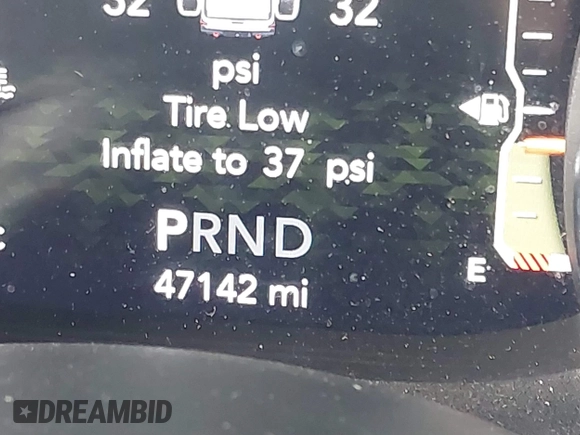 32 32
psi
Tire Low
Inflate to 37 psi
PRND
47142 mi
E
DREAMBID